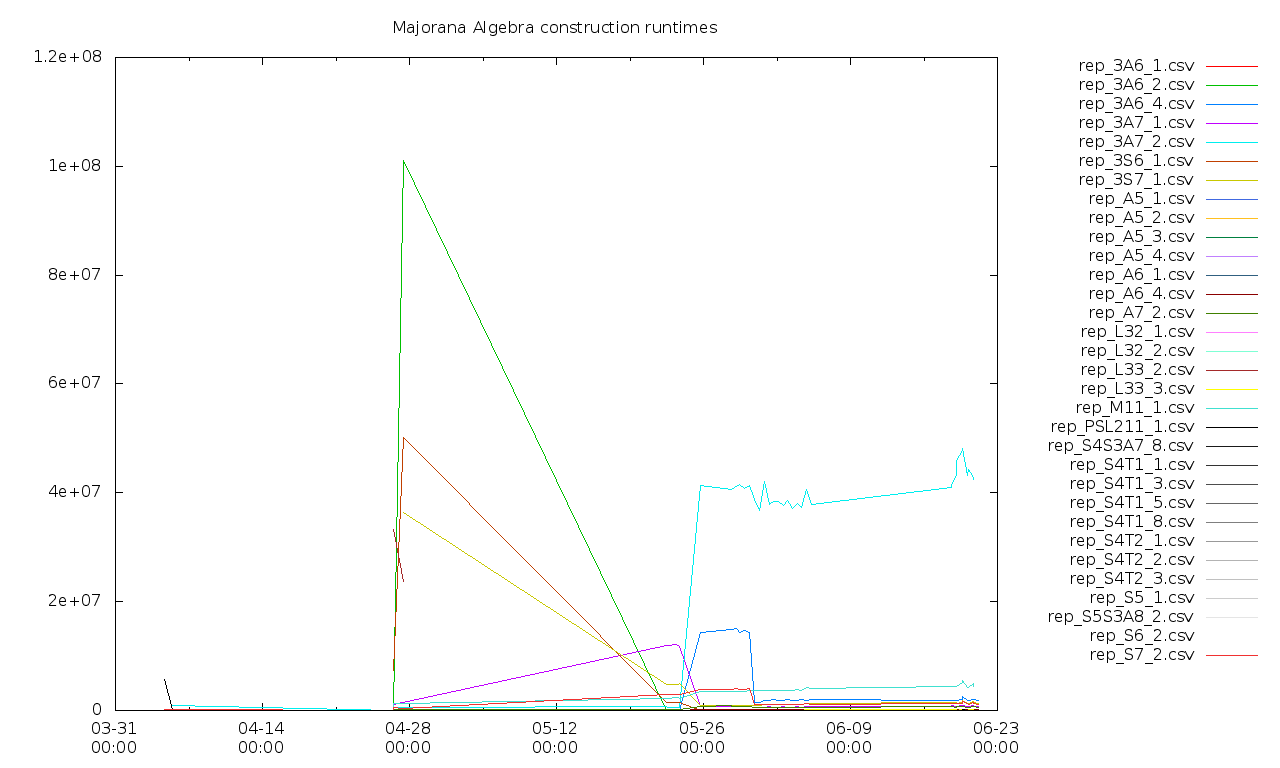 Majorana Algebra construction runtimes
1.2e+08
1e+08
8e+07
6e+07
4e+07
2e+07
0
03-31
00:00
04-14
00:00
04-28
00:00
05-12
00:00
05-26
00:00
06-09
00:00
06-23
00:00
rep_3A6_1.csv
rep_3A6_2.csv
rep_3A6_4.csv
rep_3A7_1.csv
rep_3A7_2.csv
rep_3S6_1.csv
rep_3S7_1.csv
rep_A5_1.csv
rep_A5_2.csv
rep_A5_3.csv
rep_A5_4.csv
rep_A6_1.csv
rep_A6_4.csv
rep_A7_2.csv
rep_L32_1.csv
rep_L32_2.csv
rep_L33_2.csv
rep_L33_3.csv
rep_M11_1.csv
rep_PSL211_1.csv
rep_S4S3A7_8.csv
rep_S4T1_1.csv
rep_S4T1_3.csv
rep_S4T1_5.csv
rep_S4T1_8.csv
rep_S4T2_1.csv
rep_S4T2_2.csv
rep_S4T2_3.csv
rep_S5_1.csv
rep_S5S3A8_2.csv
rep_S6_2.csv
rep_S7_2.csv